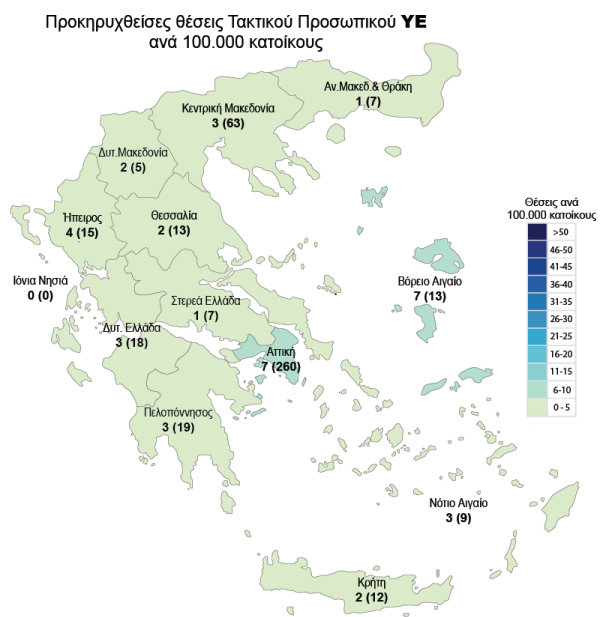 Προκηρυχθείσες θέσεις Τακτικού Προσωπικού ΥΕ
ανά 100.000 κατοίκους
Αν.Μακεδ.& Θράκη
1 (7)
Κεντρική Μακεδονία
3 (63)
Δυτ.Μακεδονία
2 (5)
Ήπειρος
4 (15)
Θεσσαλία
2 (13)
Ιόνια Νησιά
0 (0)
Στερεά Ελλάδα
1 (7)
Βόρειο Αιγαίο
7 (13)
Δυτ. Ελλάδα
3 (18)
Αττική
7 (260)
Πελοπόννησος
3 (19)
Νότιο Αιγαίο
3 (9)
Κρήτη
2 (12)
Θέσεις ανά
100.000 κατοίκους
>50
46-50
41-45
36-40
31-35
26-30
21-25
16-20
11-15
6-10
0 - 5